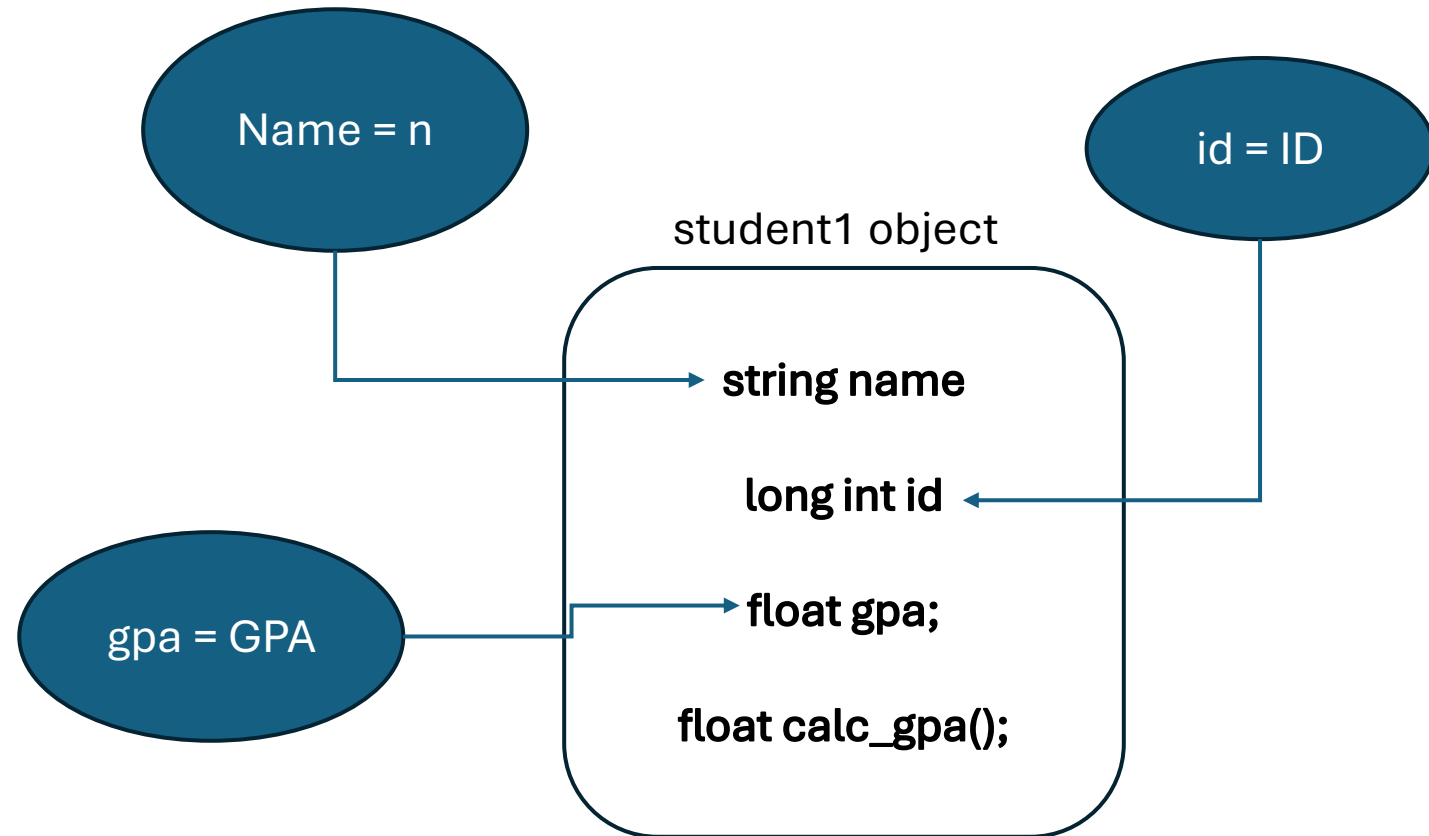 Name = n
id = ID
student1 object
string name
long int id
float gpa;
gpa = GPA
float calc_gpa();